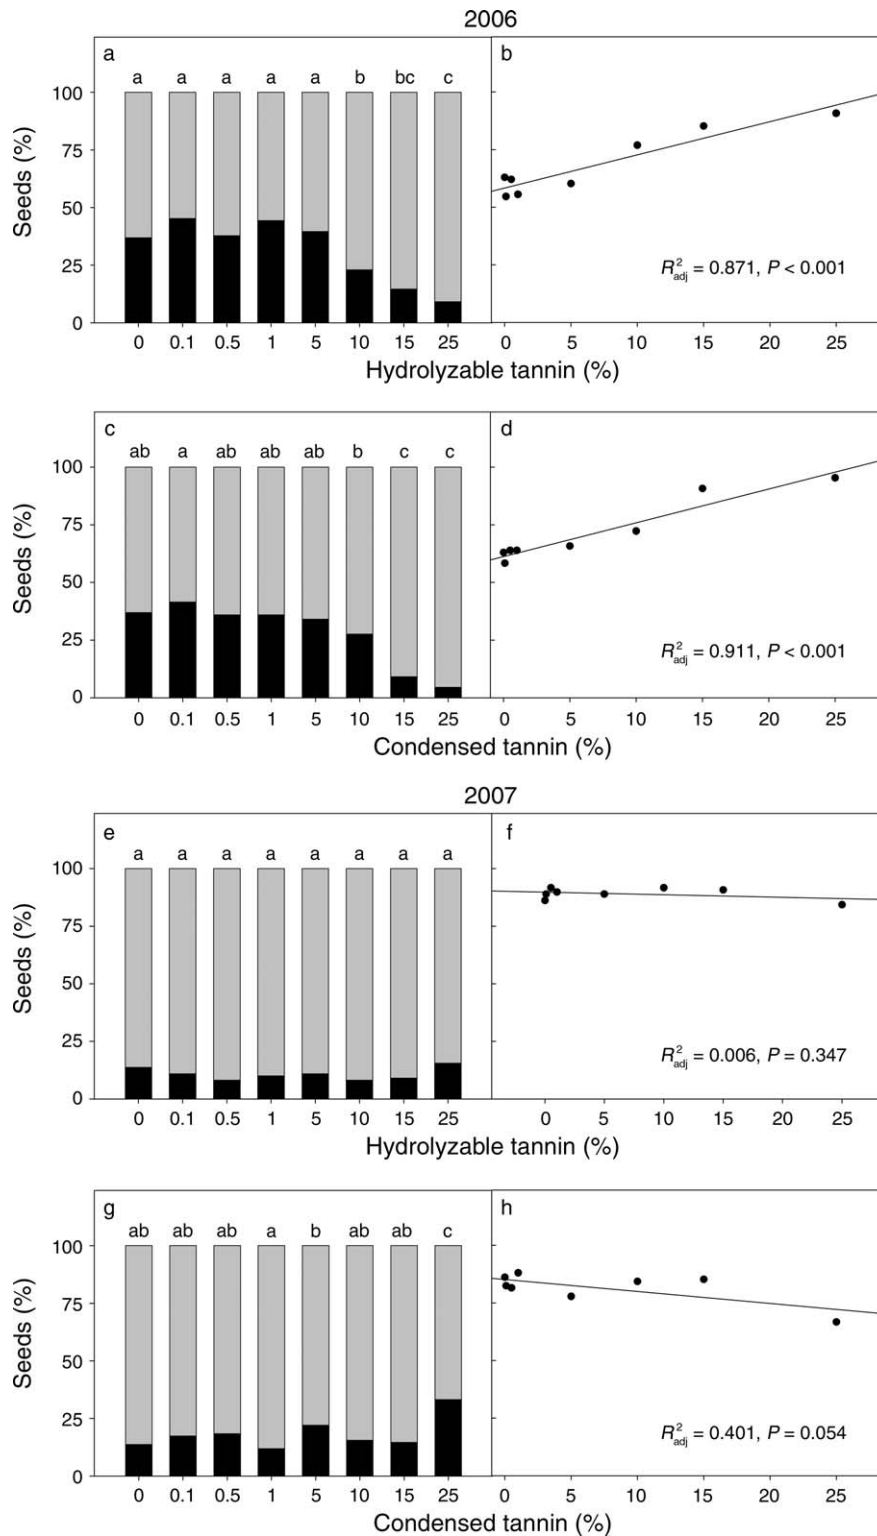 2006
a
b
a a a a a b bc c
Seeds (%)
100
75
50
25
0
R²adj = 0.871, P < 0.001
0 0.1 0.5 1 5 10 15 25
0 5 10 15 20 25
Hydrolyzable tannin (%)
c
d
ab a ab ab ab b c c
Seeds (%)
100
75
50
25
0
R²adj = 0.911, P < 0.001
0 0.1 0.5 1 5 10 15 25
0 5 10 15 20 25
Condensed tannin (%)
2007
e
f
a a a a a a a a
Seeds (%)
100
75
50
25
0
R²adj = 0.006, P = 0.347
0 0.1 0.5 1 5 10 15 25
0 5 10 15 20 25
Hydrolyzable tannin (%)
g
h
ab ab ab a b ab ab c
Seeds (%)
100
75
50
25
0
R²adj = 0.401, P = 0.054
0 0.1 0.5 1 5 10 15 25
0 5 10 15 20 25
Condensed tannin (%)